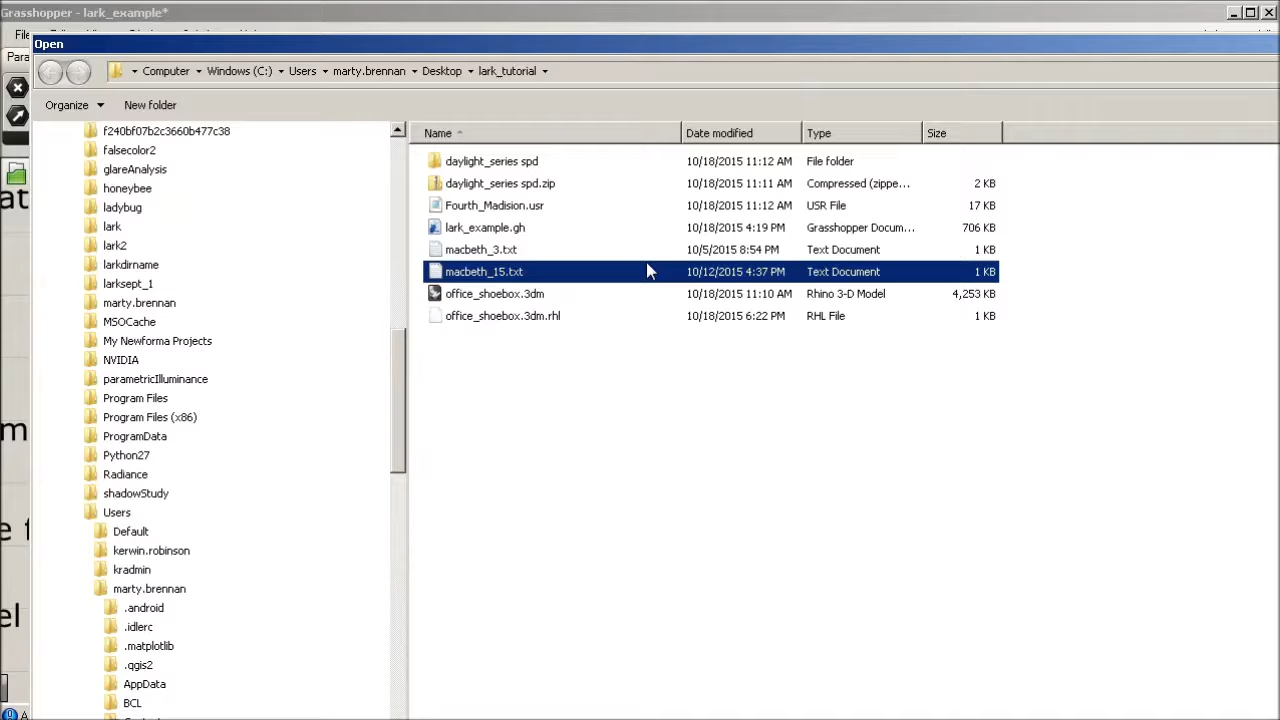 Grasshopper - lark_example*
Open
Computer Windows (C:) Users marty.brennan Desktop lark_tutorial
Organize New folder
f240bf07b2c3660b477c38
falsecolor2
glareAnalysis
honeybee
ladybug
lark
lark2
larkdirname
larksept_1
marty.brennan
MSOCache
My Newforma Projects
NVIDIA
parametricIlluminance
Program Files
Program Files (x86)
ProgramData
Python27
Radiance
shadowStudy
Users
Default
kerwin.robinson
kradmin
marty.brennan
.android
.idlerc
.matplotlib
.qgis2
AppData
BCL
Name Date modified Type Size
daylight_series spd 10/18/2015 11:12 AM File folder
daylight_series spd.zip 10/18/2015 11:11 AM Compressed (zippe... 2 KB
Fourth_Madision.usr 10/18/2015 11:12 AM USR File 17 KB
lark_example.gh 10/18/2015 4:19 PM Grasshopper Docum... 706 KB
macbeth_3.txt 10/5/2015 8:54 PM Text Document 1 KB
macbeth_15.txt 10/12/2015 4:37 PM Text Document 1 KB
office_shoebox.3dm 10/18/2015 11:10 AM Rhino 3-D Model 4,253 KB
office_shoebox.3dm.rhl 10/18/2015 6:22 PM RHL File 1 KB